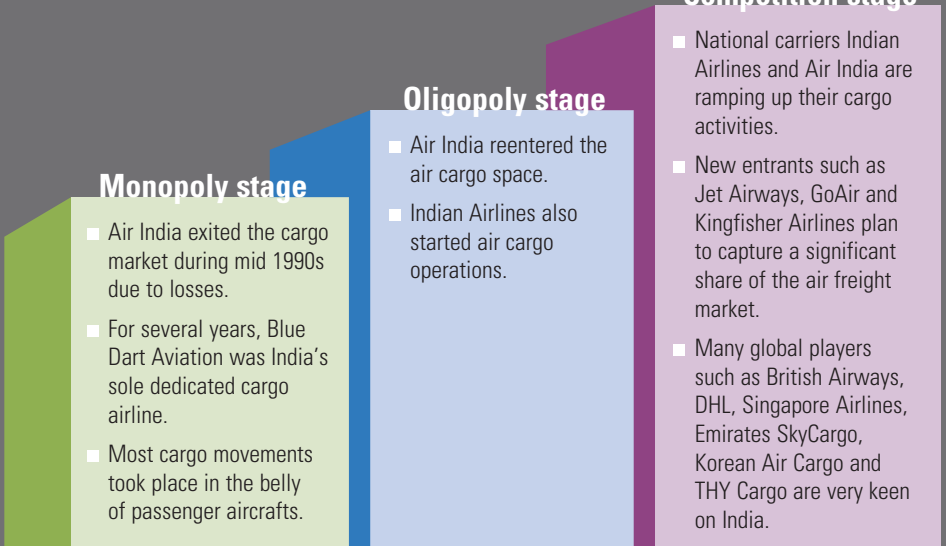 Monopoly stage
Air India exited the cargo
market during mid 1990s
due to losses.
For several years, Blue
Dart Aviation was India's
sole dedicated cargo
airline.
Most cargo movements
took place in the belly
of passenger aircrafts.
Oligopoly stage
Air India reentered the
air cargo space.
Indian Airlines also
started air cargo
operations.
Competition stage
National carriers Indian
Airlines and Air India are
ramping up their cargo
activities.
New entrants such as
Jet Airways, GoAir and
Kingfisher Airlines plan
to capture a significant
share of the air freight
market.
Many global players
such as British Airways,
DHL, Singapore Airlines,
Emirates SkyCargo,
Korean Air Cargo and
THY Cargo are very keen
on India.